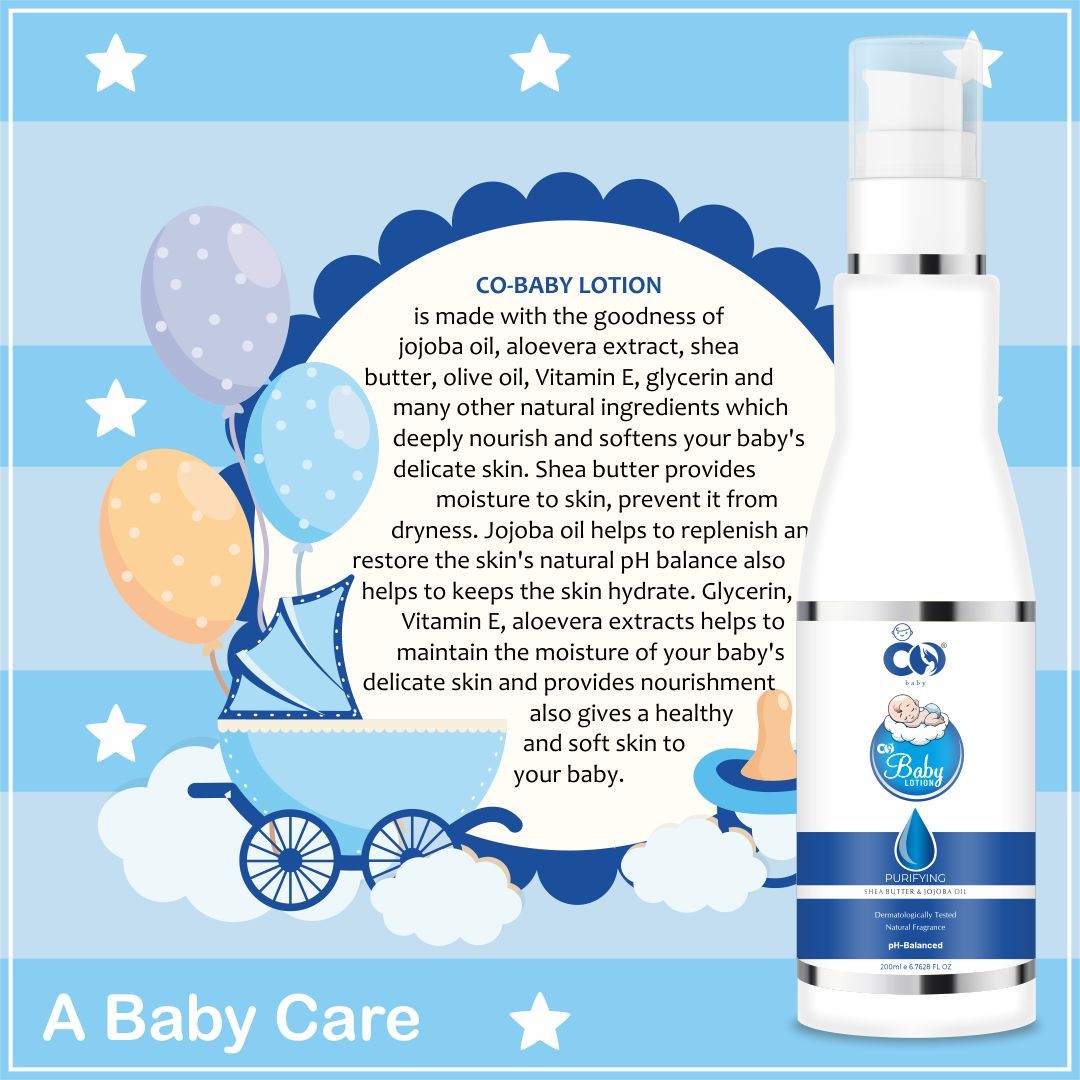 CO-BABY LOTION
is made with the goodness of
jojoba oil, aloevera extract, shea
butter, olive oil, Vitamin E, glycerin and
many other natural ingredients which
deeply nourish and softens your baby's
delicate skin. Shea butter provides
moisture to skin, prevent it from
dryness. Jojoba oil helps to replenish an
restore the skin's natural pH balance also
helps to keeps the skin hydrate. Glycerin,
Vitamin E, aloevera extracts helps to
maintain the moisture of your baby's
delicate skin and provides nourishment
also gives a healthy
and soft skin to
your baby.
CO®
baby
CO
Baby
LOTION
PURIFYING
SHEA BUTTER & JOJOBA OIL
Dermatologically Tested
Natural Fragrance
pH-Balanced
200ml e 6.7628 FL OZ
A Baby Care